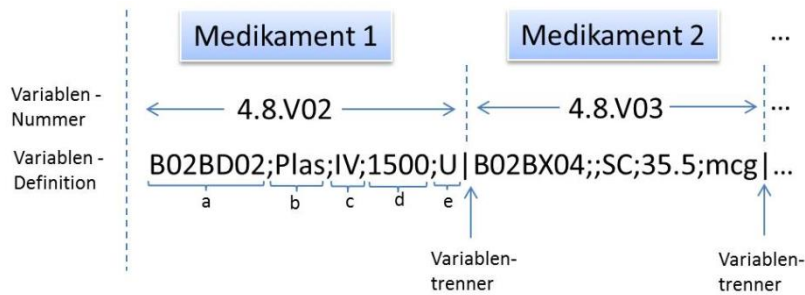 Medikament 1 Medikament 2 ...
Variablen - Nummer 4.8.V02 4.8.V03 ...
Variablen - Definition B02BD02;Plas;IV;1500;U|B02BX04;;SC;35.5;mcg|...
a b c d e
Variablen- Variablen-
trenner trenner